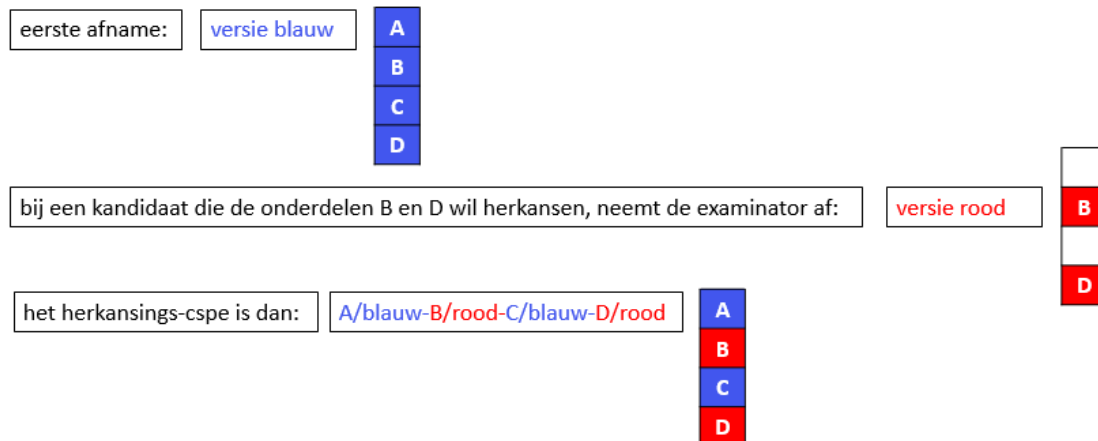 eerste afname: versie blauw A
B
C
D
bij een kandidaat die de onderdelen B en D wil herkansen, neemt de examinator af: versie rood B
D
het herkansings-cspe is dan: A/blauw-B/rood-C/blauw-D/rood A
B
C
D